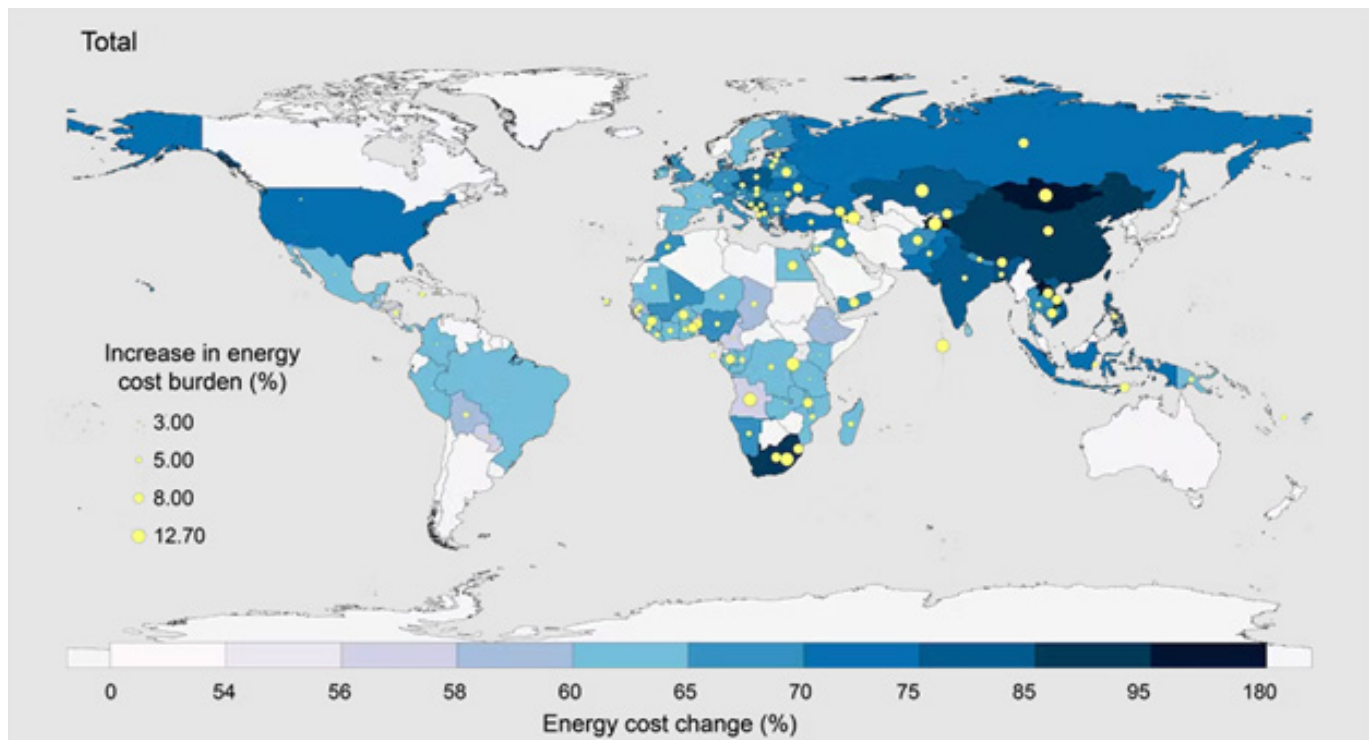 Total
Increase in energy
cost burden (%)
3.00
5.00
8.00
12.70
0 54 56 58 60 65 70 75 85 95 180
Energy cost change (%)